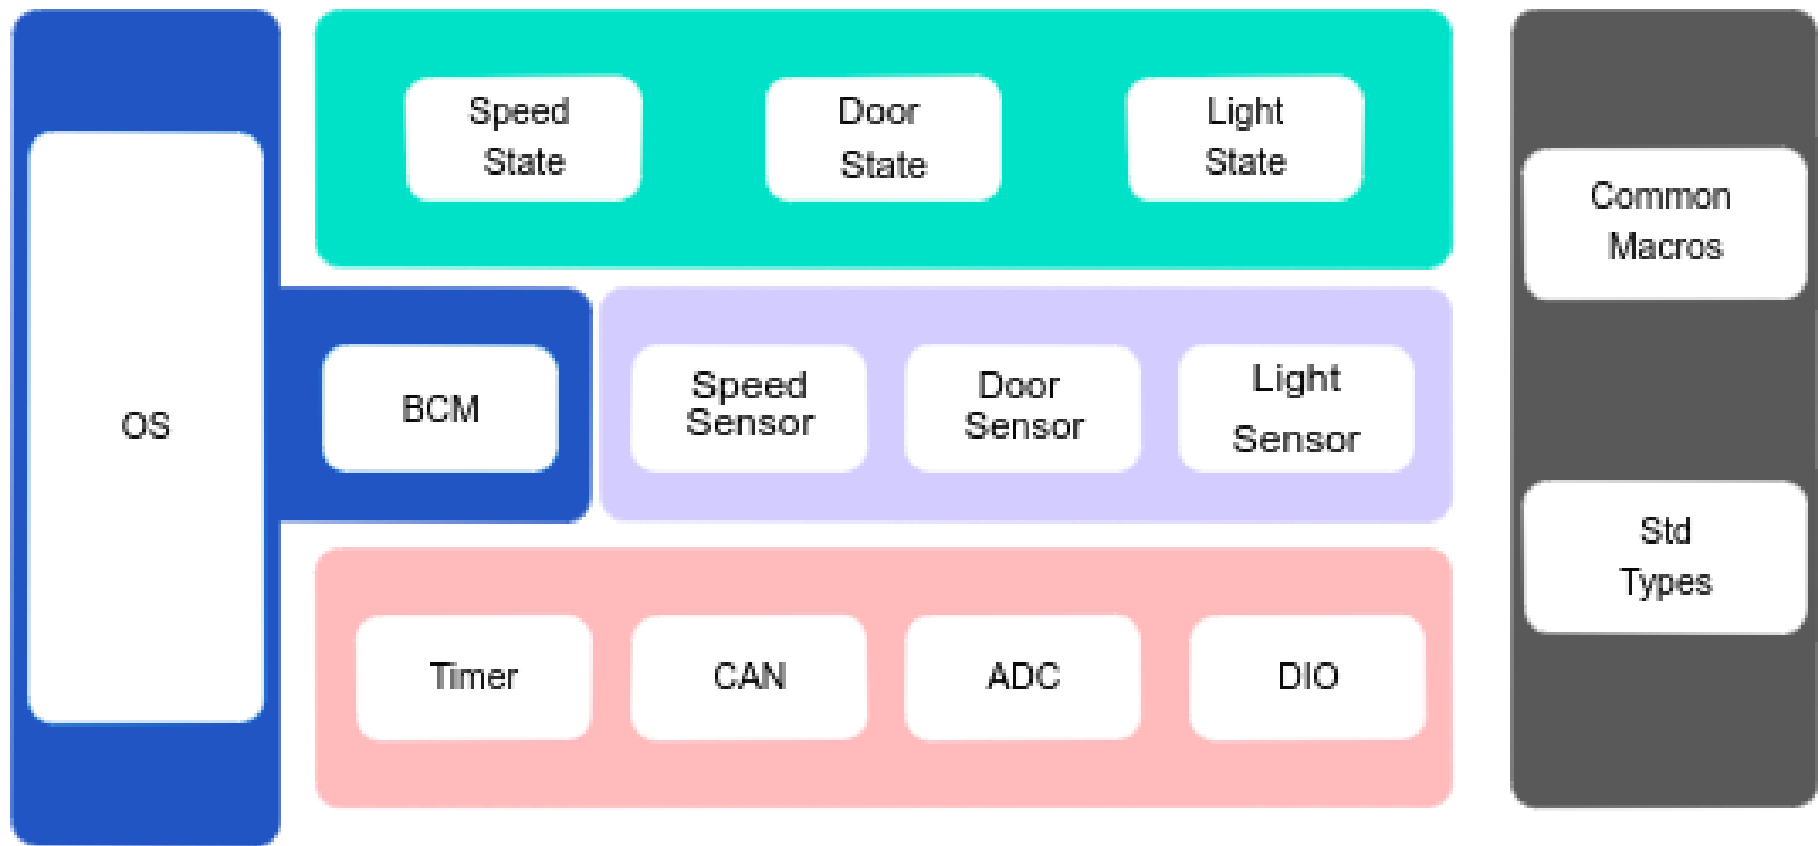 OS
Speed
State
Door
State
Light
State
BCM
Speed
Sensor
Door
Sensor
Light
Sensor
Timer
CAN
ADC
DIO
Common
Macros
Std
Types